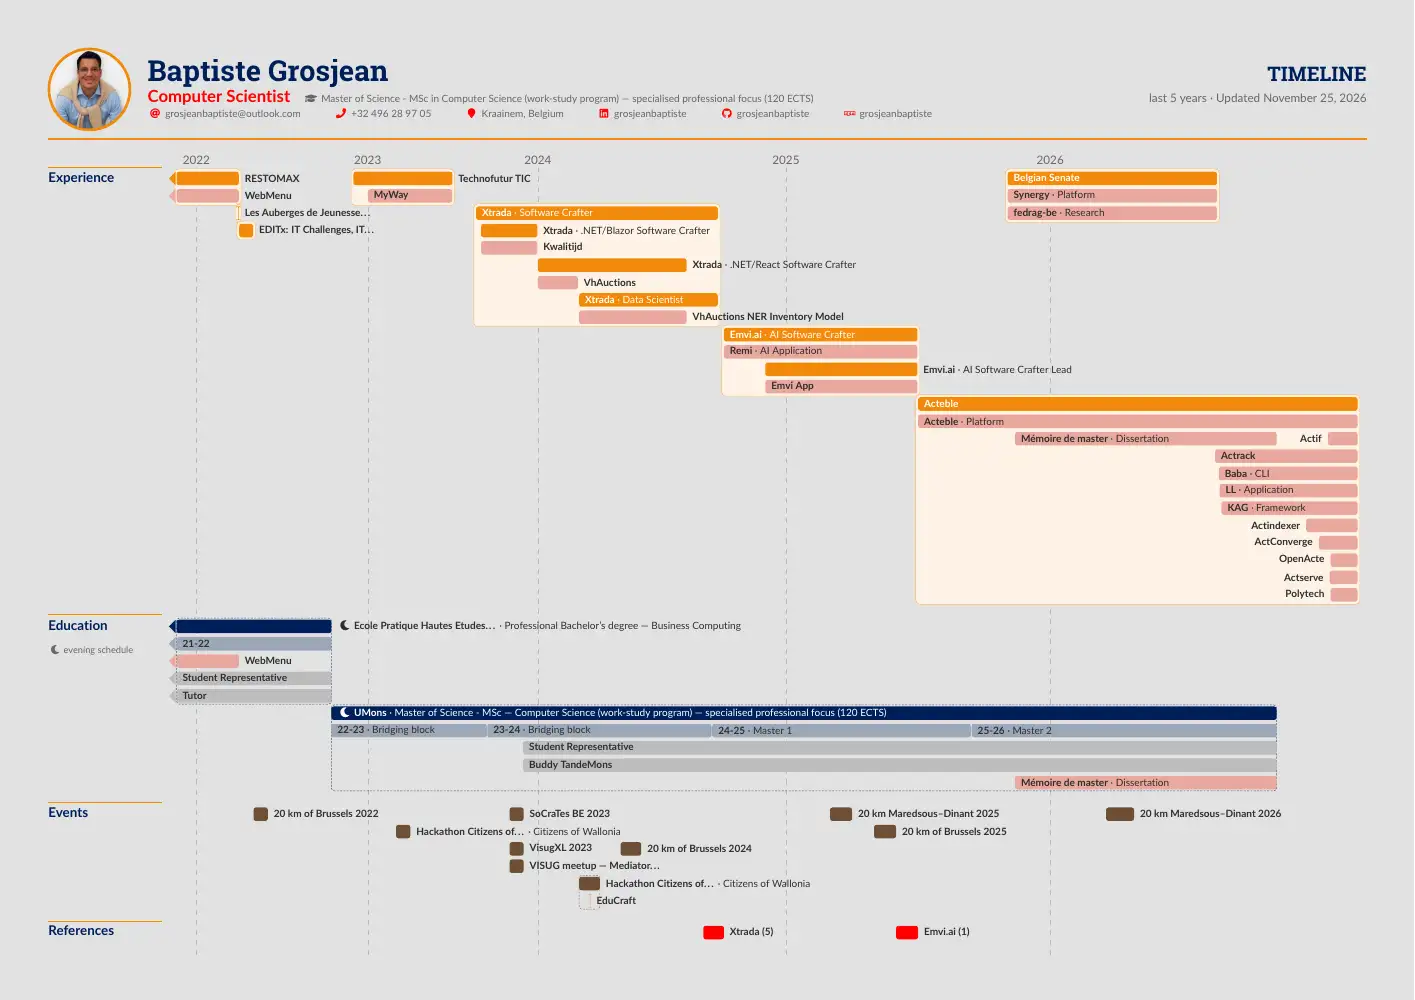 Baptiste Grosjean
TIMELINE
Computer Scientist Master of Science - MSc in Computer Science (work-study program) — specialised professional focus (120 ECTS)
last 5 years · Updated November 25, 2026
grosjeanbaptiste@outlook.com +32 496 28 97 05 Kraainem, Belgium grosjeanbaptiste grosjeanbaptiste grosjeanbaptiste
2022 2023 2024 2025 2026
Experience
RESTOMAX Technofutur TIC Belgian Senate
WebMenu MyWay Synergy · Platform
Les Auberges de Jeunesse… Xtrada · Software Crafter fedrag-be · Research
EDITx: IT Challenges, IT… Xtrada · .NET/Blazor Software Crafter
Kwalitijd
Xtrada · .NET/React Software Crafter
VhAuctions
Xtrada · Data Scientist
VhAuctions NER Inventory Model
Emvi.ai · AI Software Crafter
Remi · AI Application
Emvi.ai · AI Software Crafter Lead
Emvi App
Acteble
Acteble · Platform
Mémoire de master · Dissertation Actif
Actrack
Baba · CLI
LL · Application
KAG · Framework
Actindexer
ActConverge
OpenActe
Actserve
Polytech
Education
Ecole Pratique Hautes Etudes… · Professional Bachelor's degree — Business Computing
21-22
evening schedule
WebMenu
Student Representative
Tutor
UMons · Master of Science - MSc — Computer Science (work-study program) — specialised professional focus (120 ECTS)
22-23 · Bridging block 23-24 · Bridging block 24-25 · Master 1 25-26 · Master 2
Student Representative
Buddy TandeMons
Mémoire de master · Dissertation
Events
20 km of Brussels 2022 SoCraTes BE 2023 20 km Maredsous–Dinant 2025 20 km Maredsous–Dinant 2026
Hackathon Citizens of… · Citizens of Wallonia 20 km of Brussels 2025
VisugXL 2023 20 km of Brussels 2024
VISUG meetup — Mediator…
Hackathon Citizens of… · Citizens of Wallonia
EduCraft
References
Xtrada (5) Emvi.ai (1)